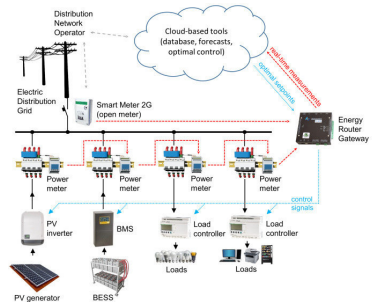 Distribution
Network
Operator
Cloud-based tools
(database, forecasts,
optimal control)
real-time measurements
optimal setpoints
Electric
Distribution
Grid
Smart Meter 2G
(open meter)
Energy
Router
Gateway
Power
meter
Power
meter
Power
meter
Power
meter
control
signals
PV
inverter
BMS
Load
controller
Load
controller
Loads
Loads
PV generator
BESS